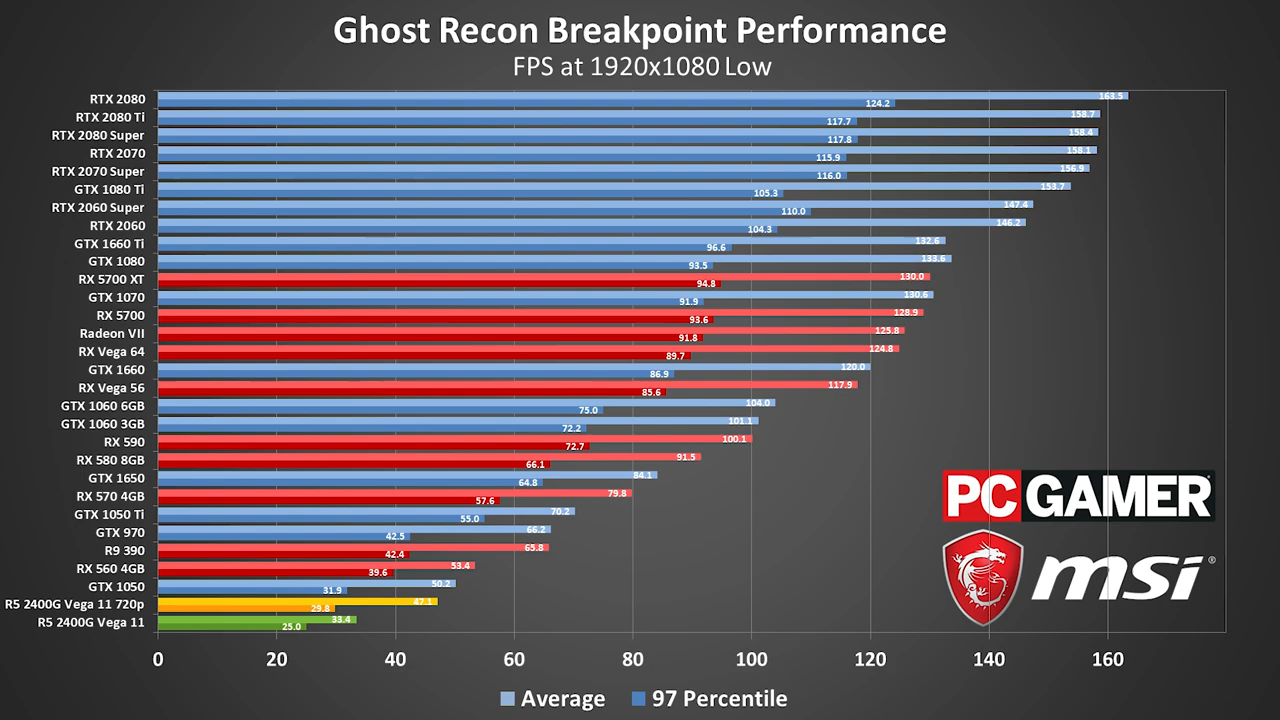 Ghost Recon Breakpoint Performance
FPS at 1920x1080 Low
RTX 2080 163.5 124.2
RTX 2080 Ti 158.7 117.7
RTX 2080 Super 158.4 117.8
RTX 2070 158.1 115.9
RTX 2070 Super 156.9 116.0
GTX 1080 Ti 153.7 105.3
RTX 2060 Super 147.4 110.0
RTX 2060 146.2 104.3
GTX 1660 Ti 132.6 96.6
GTX 1080 133.6 93.5
RX 5700 XT 130.0 94.8
GTX 1070 130.6 91.9
RX 5700 128.9 93.6
Radeon VII 125.8 91.8
RX Vega 64 124.8 89.7
GTX 1660 120.0 86.9
RX Vega 56 117.9 85.6
GTX 1060 6GB 104.0 75.0
GTX 1060 3GB 101.1 72.2
RX 590 100.1 72.7
RX 580 8GB 91.5 66.1
GTX 1650 84.1 64.8
RX 570 4GB 79.8 57.6
GTX 1050 Ti 70.2 55.0
GTX 970 66.2 42.5
R9 390 65.8 42.4
RX 560 4GB 53.4 39.6
GTX 1050 50.2 31.9
R5 2400G Vega 11 720p 47.1 29.8
R5 2400G Vega 11 33.4 25.0
0 20 40 60 80 100 120 140 160
Average 97 Percentile
PC GAMER
msi®